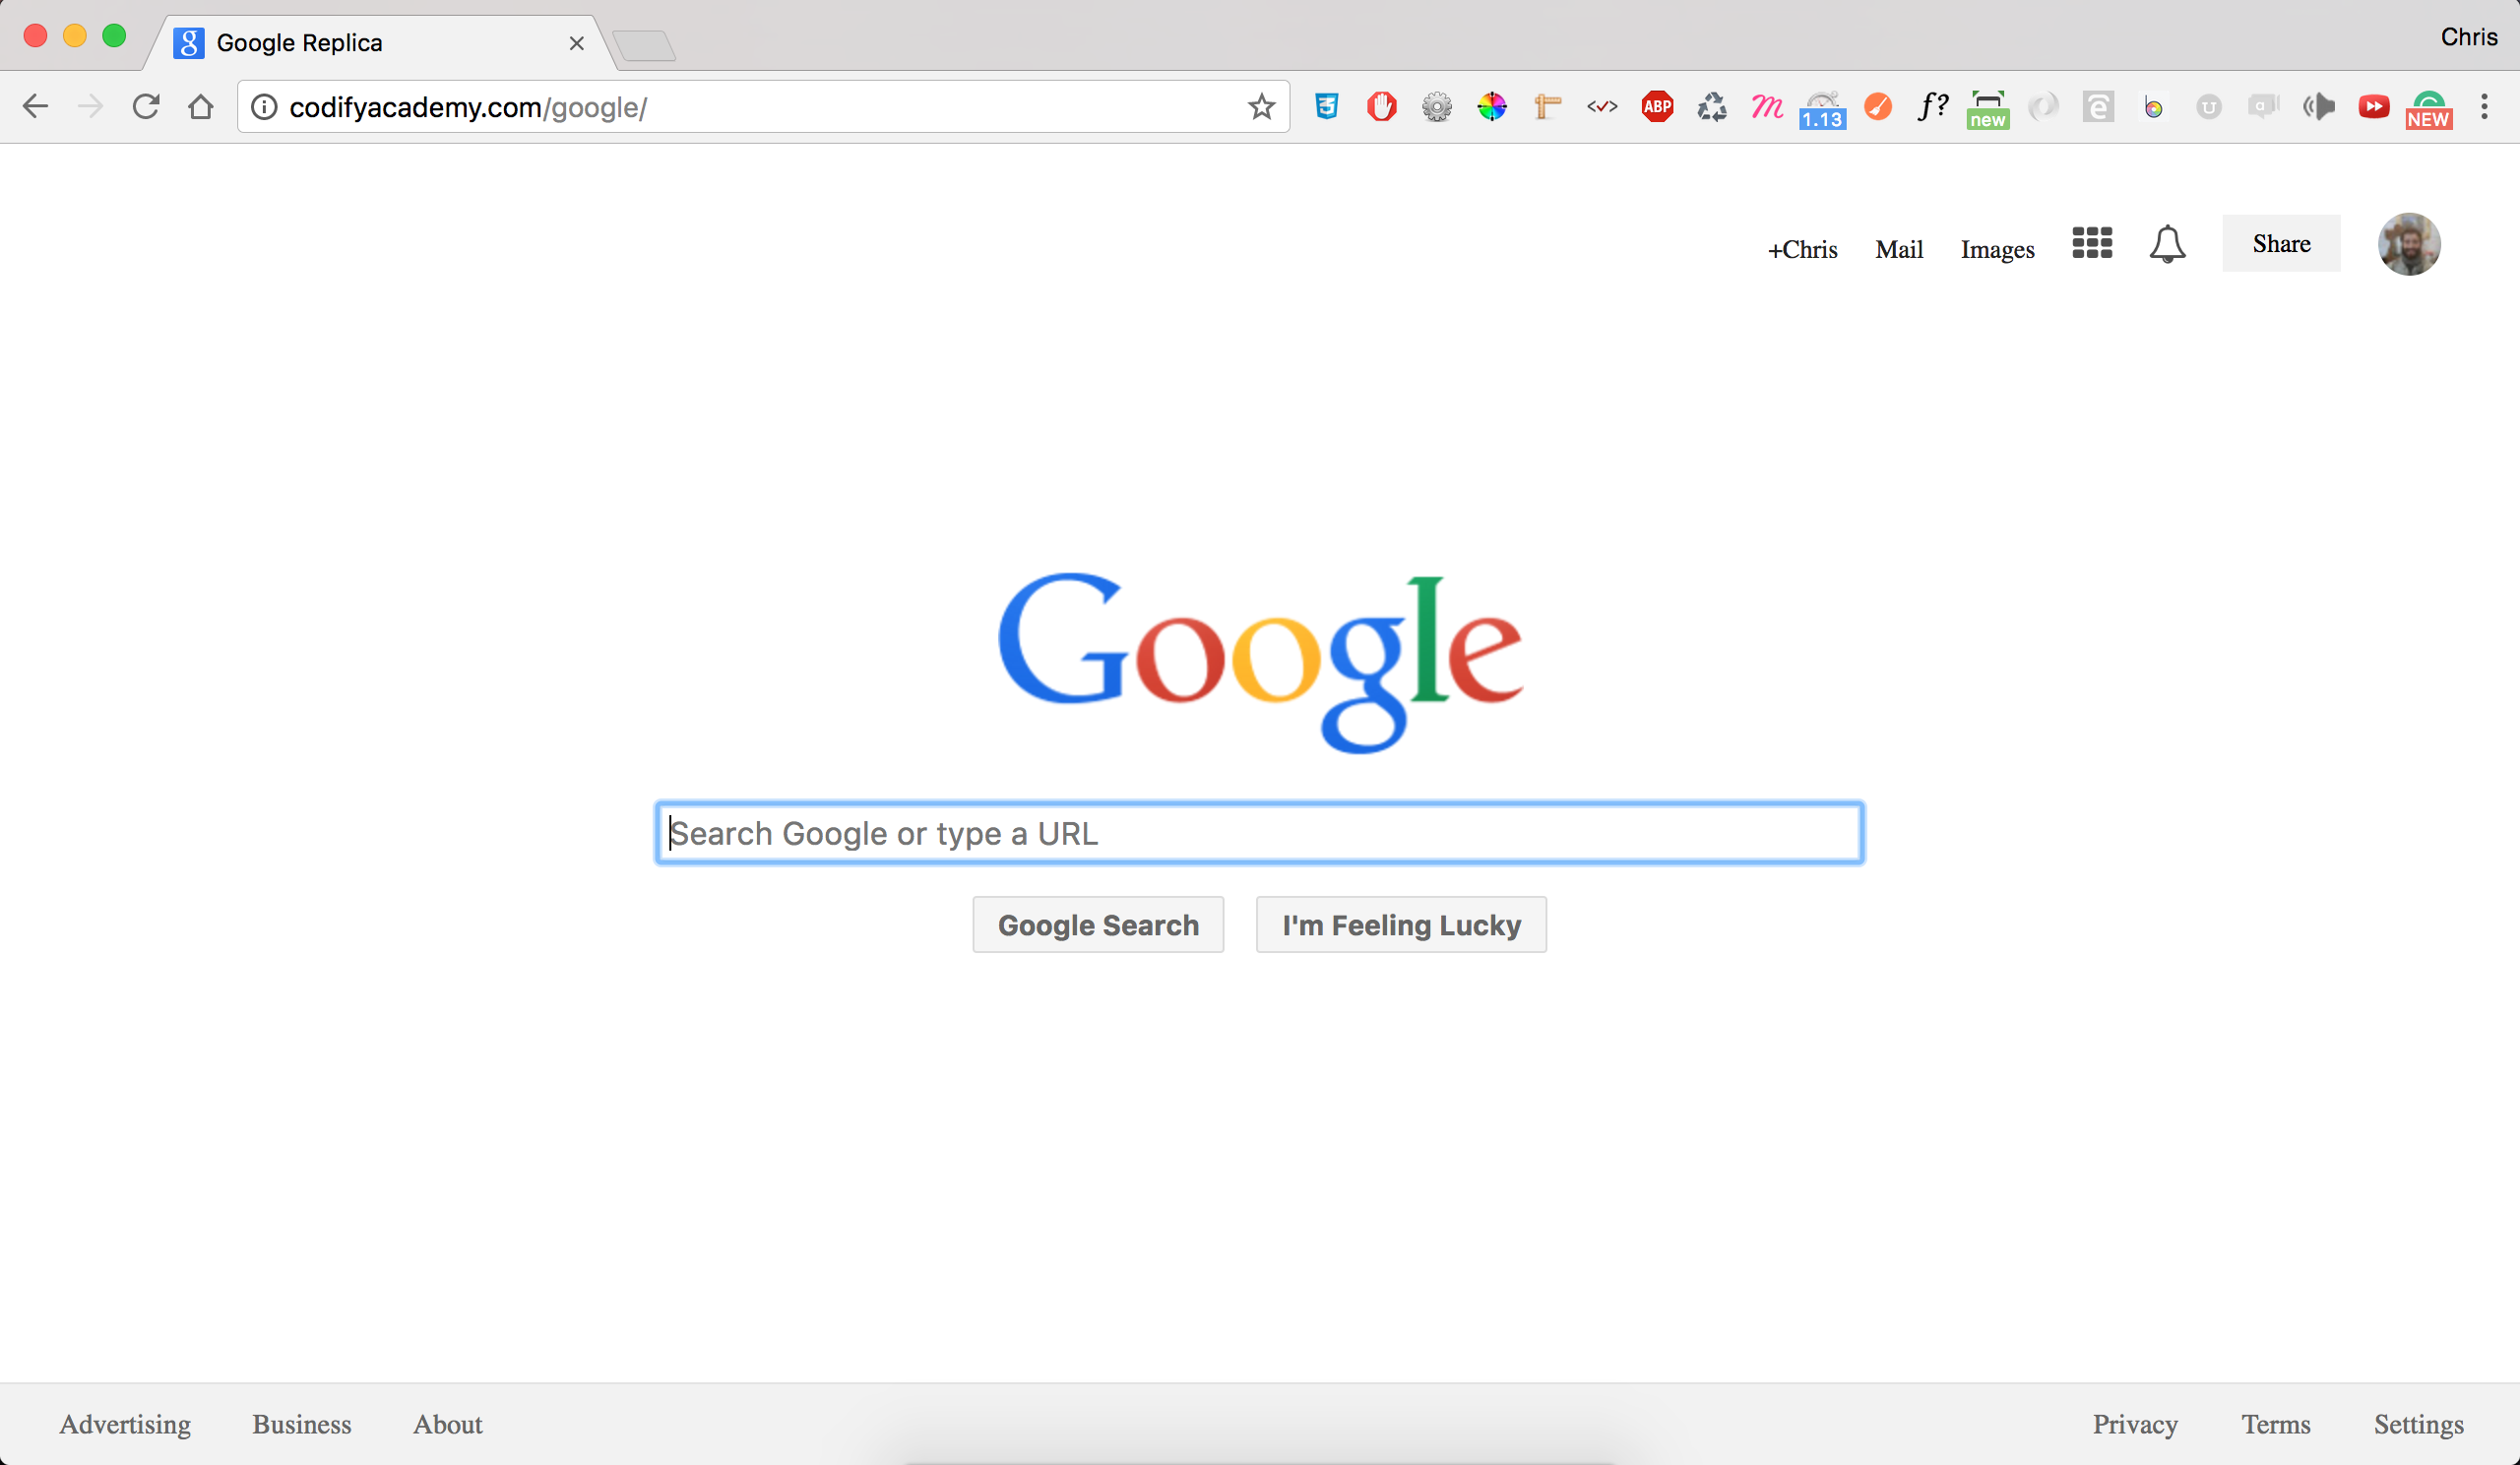 Google Replica
Chris
codifyacademy.com/google/
ABP
1.13
f?
new
NEW
+Chris Mail Images Share
Google
Search Google or type a URL
Google Search I'm Feeling Lucky
Advertising Business About Privacy Terms Settings